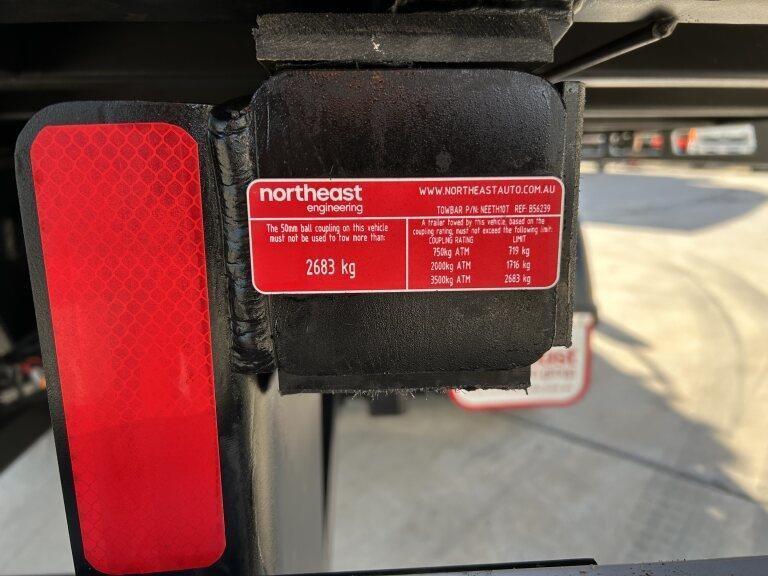 northeast
engineering
WWW.NORTHEASTAUTO.COM.AU
TOWBAR P/N: NEETH10T REF: B56239
The 50mm ball coupling on this vehicle
must not be used to tow more than:
2683 kg
A trailer towed by this vehicle, based on the
coupling rating, must not exceed the following limit:
COUPLING RATING LIMIT
750kg ATM 719 kg
2000kg ATM 1716 kg
3500kg ATM 2683 kg